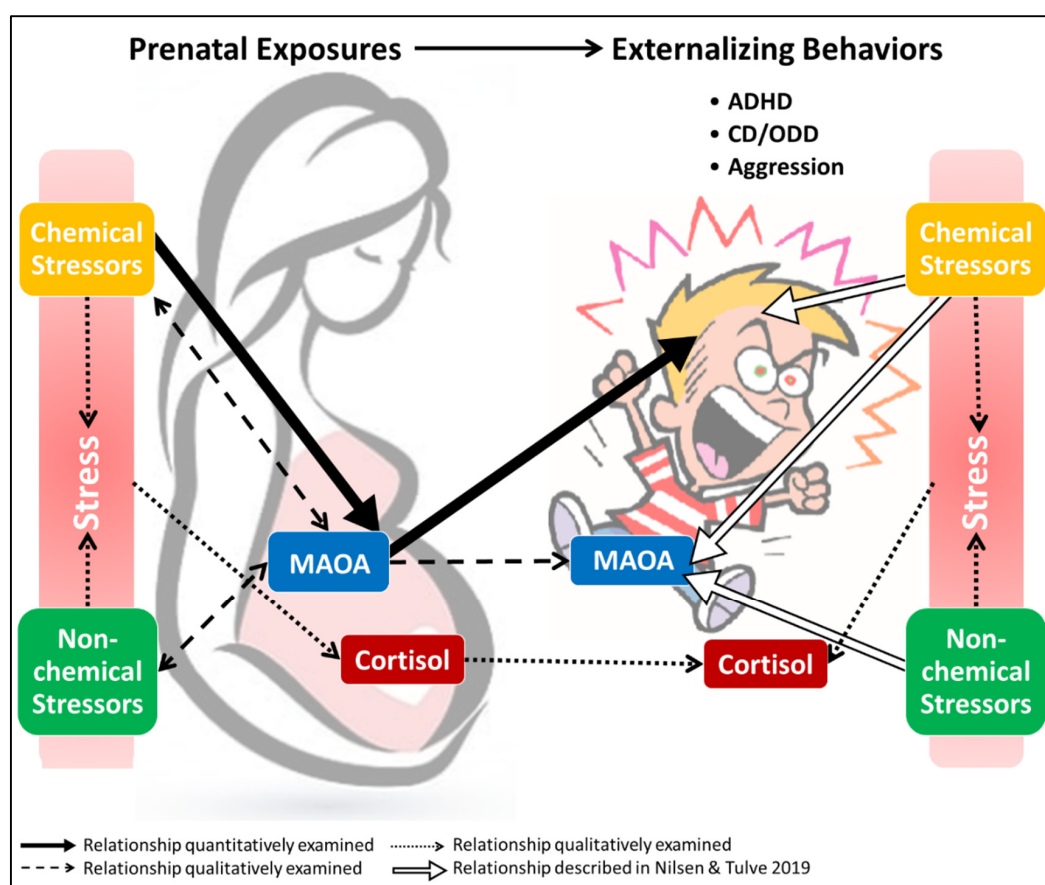 Prenatal Exposures
Externalizing Behaviors
• ADHD
• CD/ODD
• Aggression
Chemical
Stressors
Stress
Non-
chemical
Stressors
MAOA
Cortisol
MAOA
Cortisol
Chemical
Stressors
Stress
Non-
chemical
Stressors
Relationship quantitatively examined
Relationship qualitatively examined
Relationship qualitatively examined
Relationship described in Nilsen & Tulve 2019